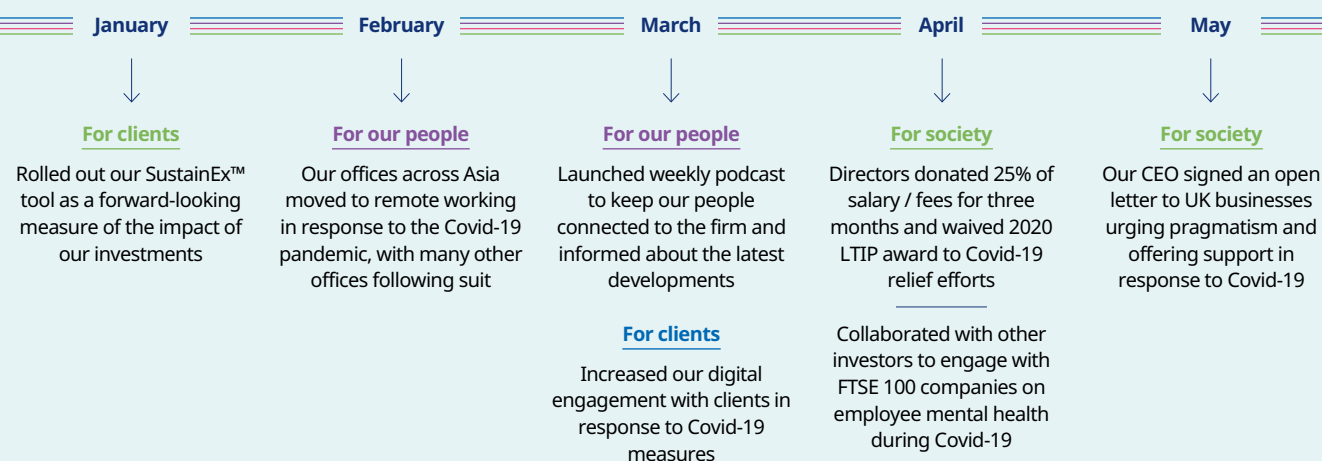 January
For clients
Rolled out our SustainEx™
tool as a forward-looking
measure of the impact of
our investments
February
For our people
Our offices across Asia
moved to remote working
in response to the Covid-19
pandemic, with many other
offices following suit
March
For our people
Launched weekly podcast
to keep our people
connected to the firm and
informed about the latest
developments
For clients
Increased our digital
engagement with clients in
response to Covid-19
measures
April
For society
Directors donated 25% of
salary / fees for three
months and waived 2020
LTIP award to Covid-19
relief efforts
Collaborated with other
investors to engage with
FTSE 100 companies on
employee mental health
during Covid-19
May
For society
Our CEO signed an open
letter to UK businesses
urging pragmatism and
offering support in
response to Covid-19